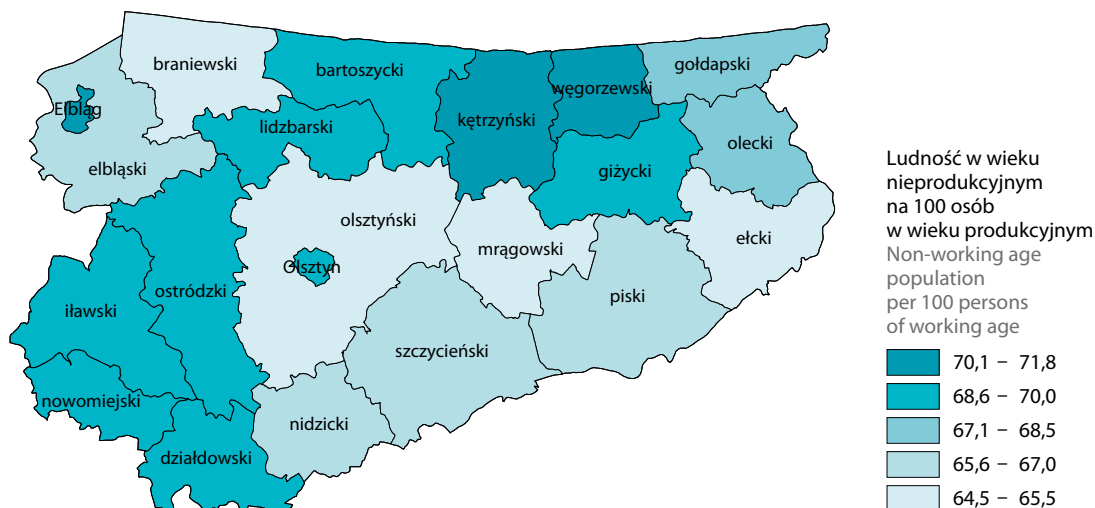 braniewski
bartoszycki
gołdapski
węgorzewski
Elbląg
kętrzyński
lidzbarski
olecki
elbląski
giżycki
olsztyński
mrągowski
ełcki
Olsztyn
ostródzki
piski
iławski
szczycieński
nowomiejski
nidzicki
działdowski
Ludność w wieku
nieprodukcyjnym
na 100 osób
w wieku produkcyjnym
Non-working age
population
per 100 persons
of working age
70,1 – 71,8
68,6 – 70,0
67,1 – 68,5
65,6 – 67,0
64,5 – 65,5